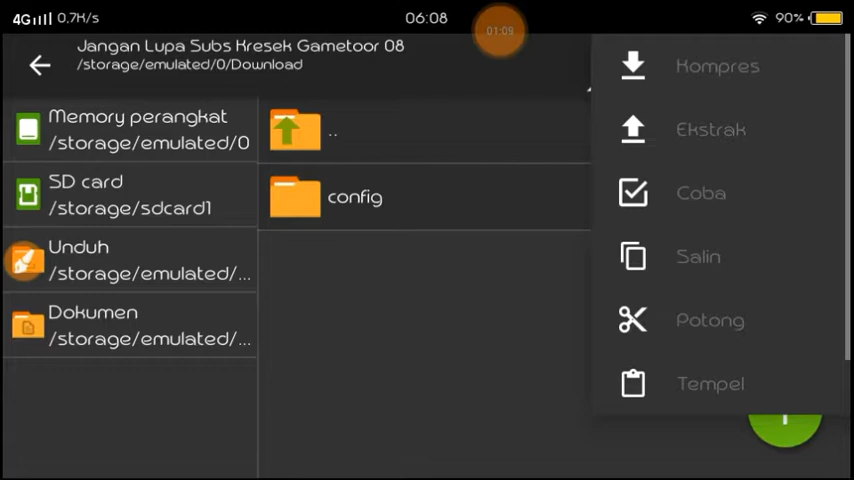 4G 0.7K/s 06:08 90%
01:09
Jangan Lupa Subs Kresek Gametoor 08
/storage/emulated/0/Download
Memory perangkat
/storage/emulated/0
SD card
/storage/sdcard1
Unduh
/storage/emulated/...
Dokumen
/storage/emulated/...
..
config
Kompres
Ekstrak
Coba
Salin
Potong
Tempel